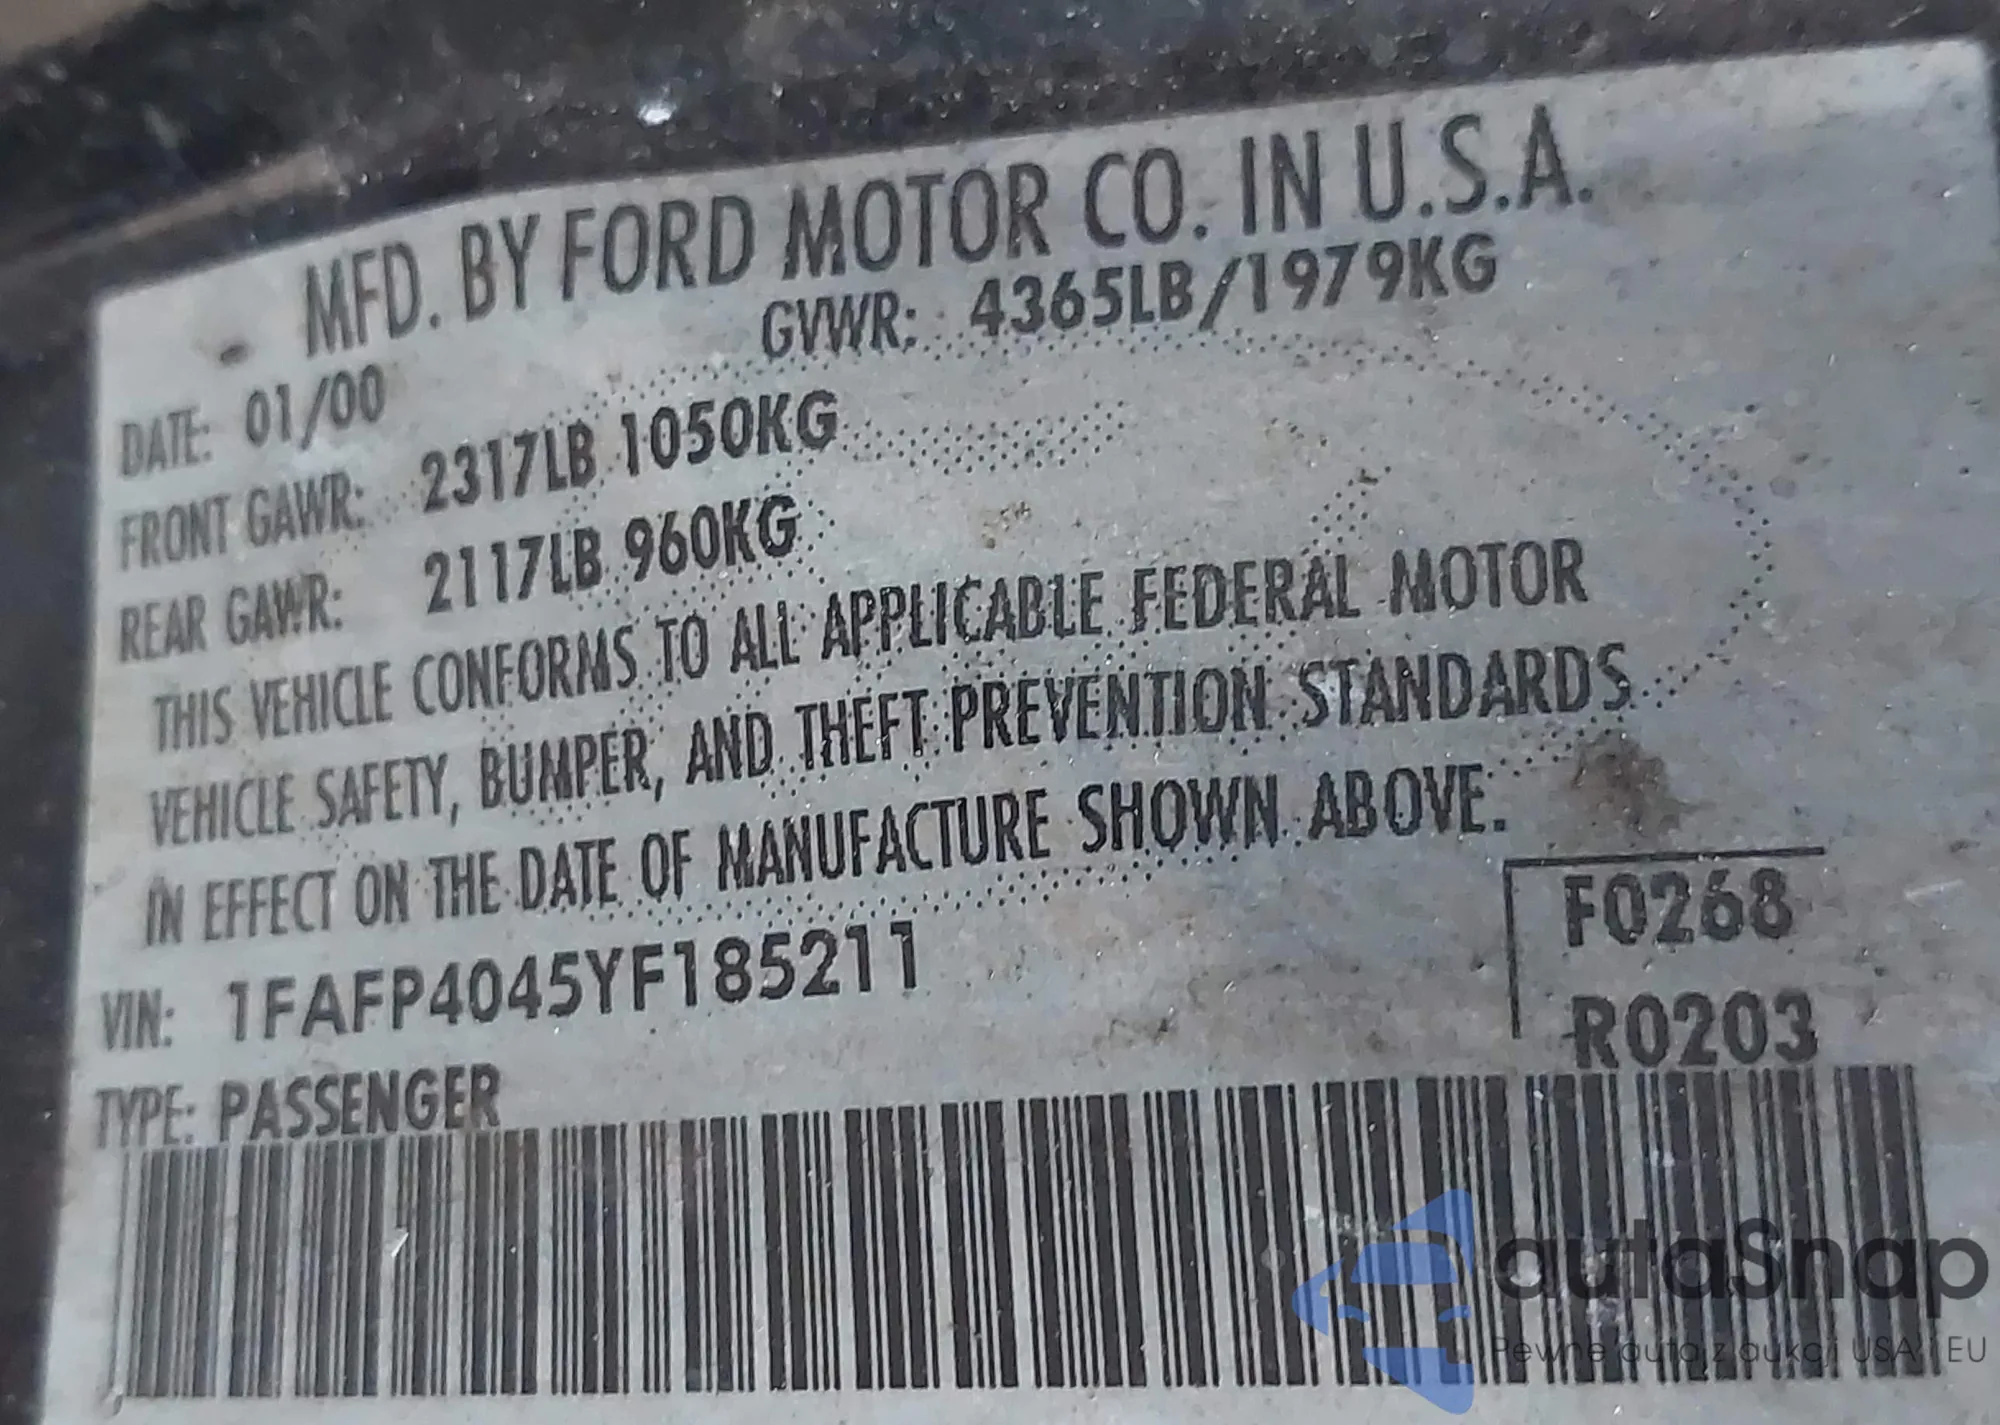 MFD. BY FORD MOTOR CO. IN U.S.A.
DATE: 01/00 GVWR: 4365LB/1979KG
FRONT GAWR: 2317LB 1050KG
REAR GAWR: 2117LB 960KG
THIS VEHICLE CONFORMS TO ALL APPLICABLE FEDERAL MOTOR
VEHICLE SAFETY, BUMPER, AND THEFT PREVENTION STANDARDS
IN EFFECT ON THE DATE OF MANUFACTURE SHOWN ABOVE.
F0268
VIN: 1FAFP4045YF185211
R0203
TYPE: PASSENGER
autaSnap
Pewne auta z aukcji USA i EU